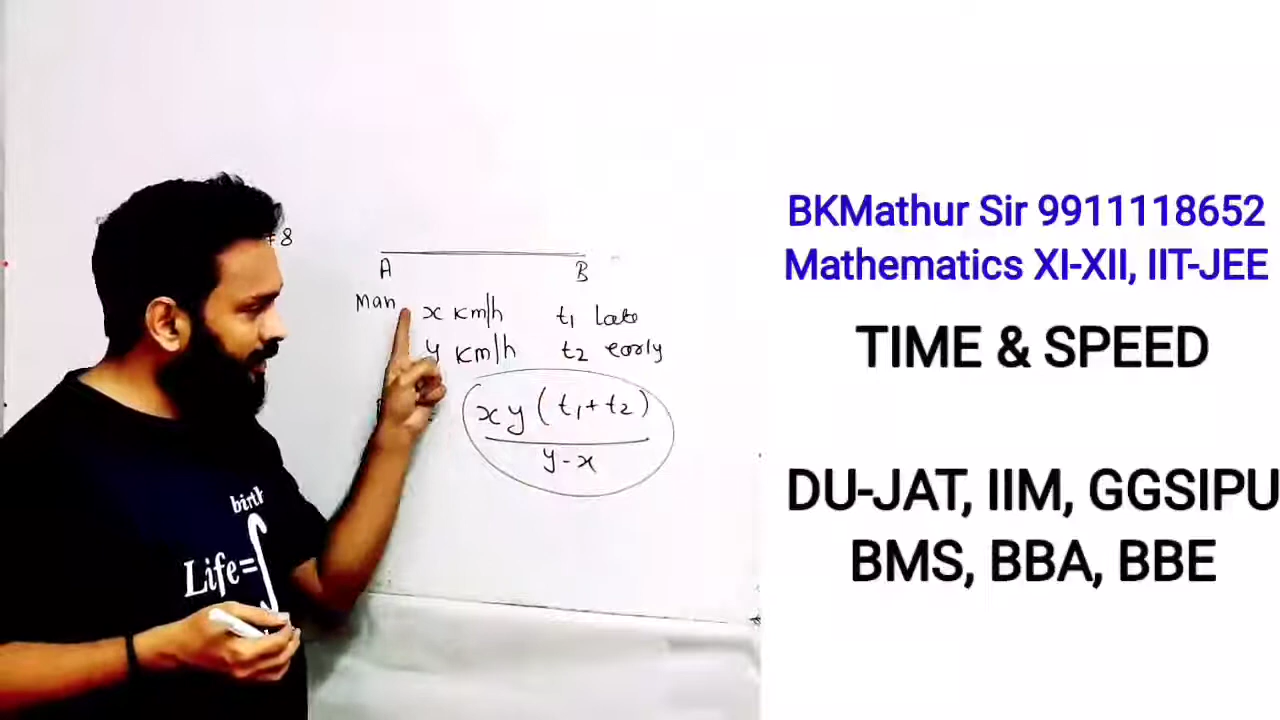 = 8
A B
Man x km/h t₁ late
y km/h t₂ early
xy (t₁ + t₂)
y - x
birth
Life=∫
BKMathur Sir 9911118652
Mathematics XI-XII, IIT-JEE
TIME & SPEED
DU-JAT, IIM, GGSIPU
BMS, BBA, BBE